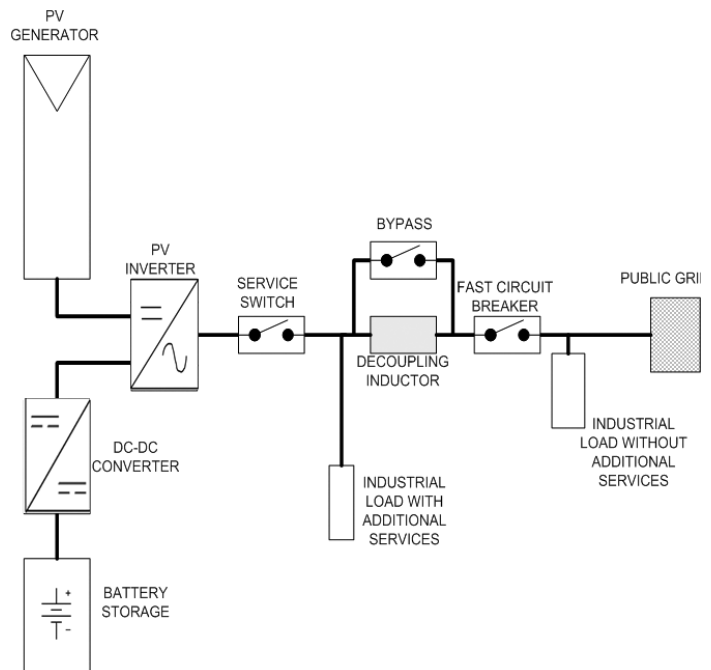 PV
GENERATOR
PV
INVERTER
SERVICE
SWITCH
BYPASS
FAST CIRCUIT
BREAKER
PUBLIC GRI
DECOUPLING
INDUCTOR
DC-DC
CONVERTER
INDUSTRIAL
LOAD WITHOUT
ADDITIONAL
SERVICES
INDUSTRIAL
LOAD WITH
ADDITIONAL
SERVICES
BATTERY
STORAGE
+
-